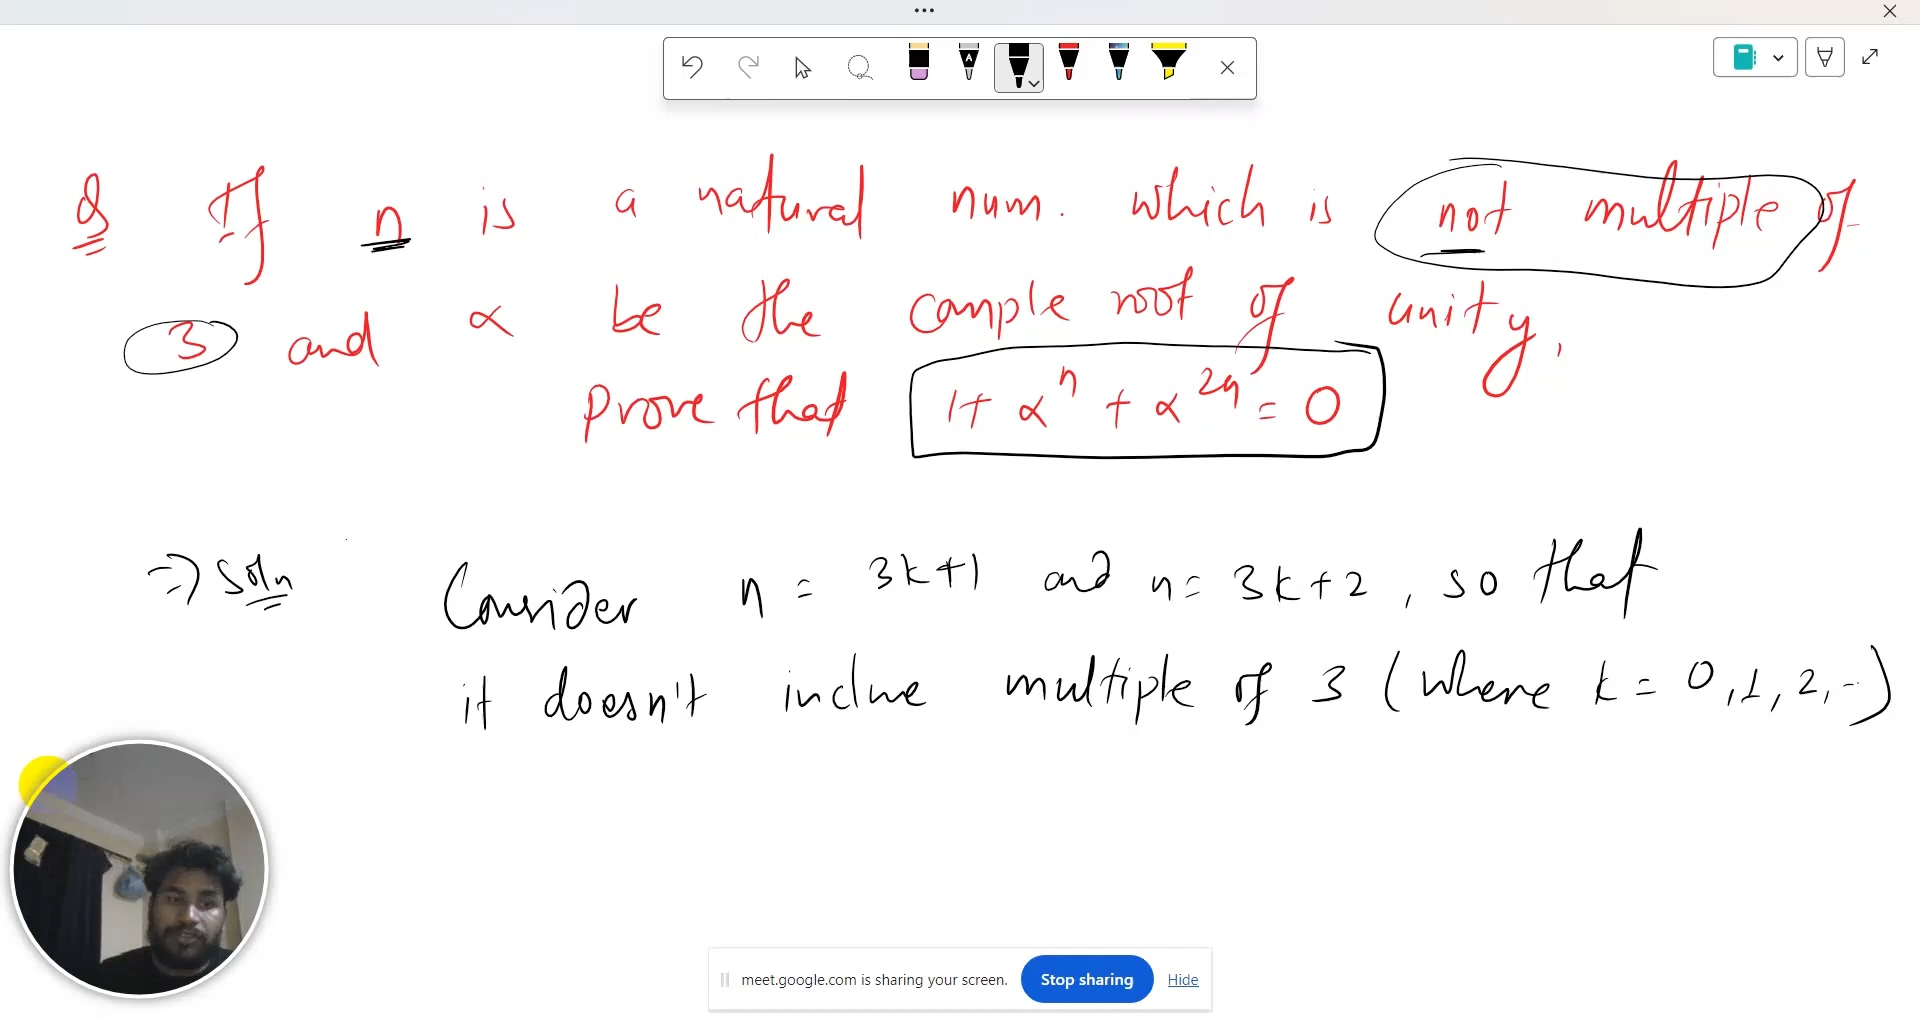 Q If n is a natural num. which is not multiple of
3 and α be the comple root of unity,
prove that 1+ α^n + α^2n = 0
=> Soln Consider n = 3k+1 and n = 3k+2, so that
it doesn't inclue multiple of 3 (where k = 0,1,2,--)
meet.google.com is sharing your screen. Stop sharing Hide